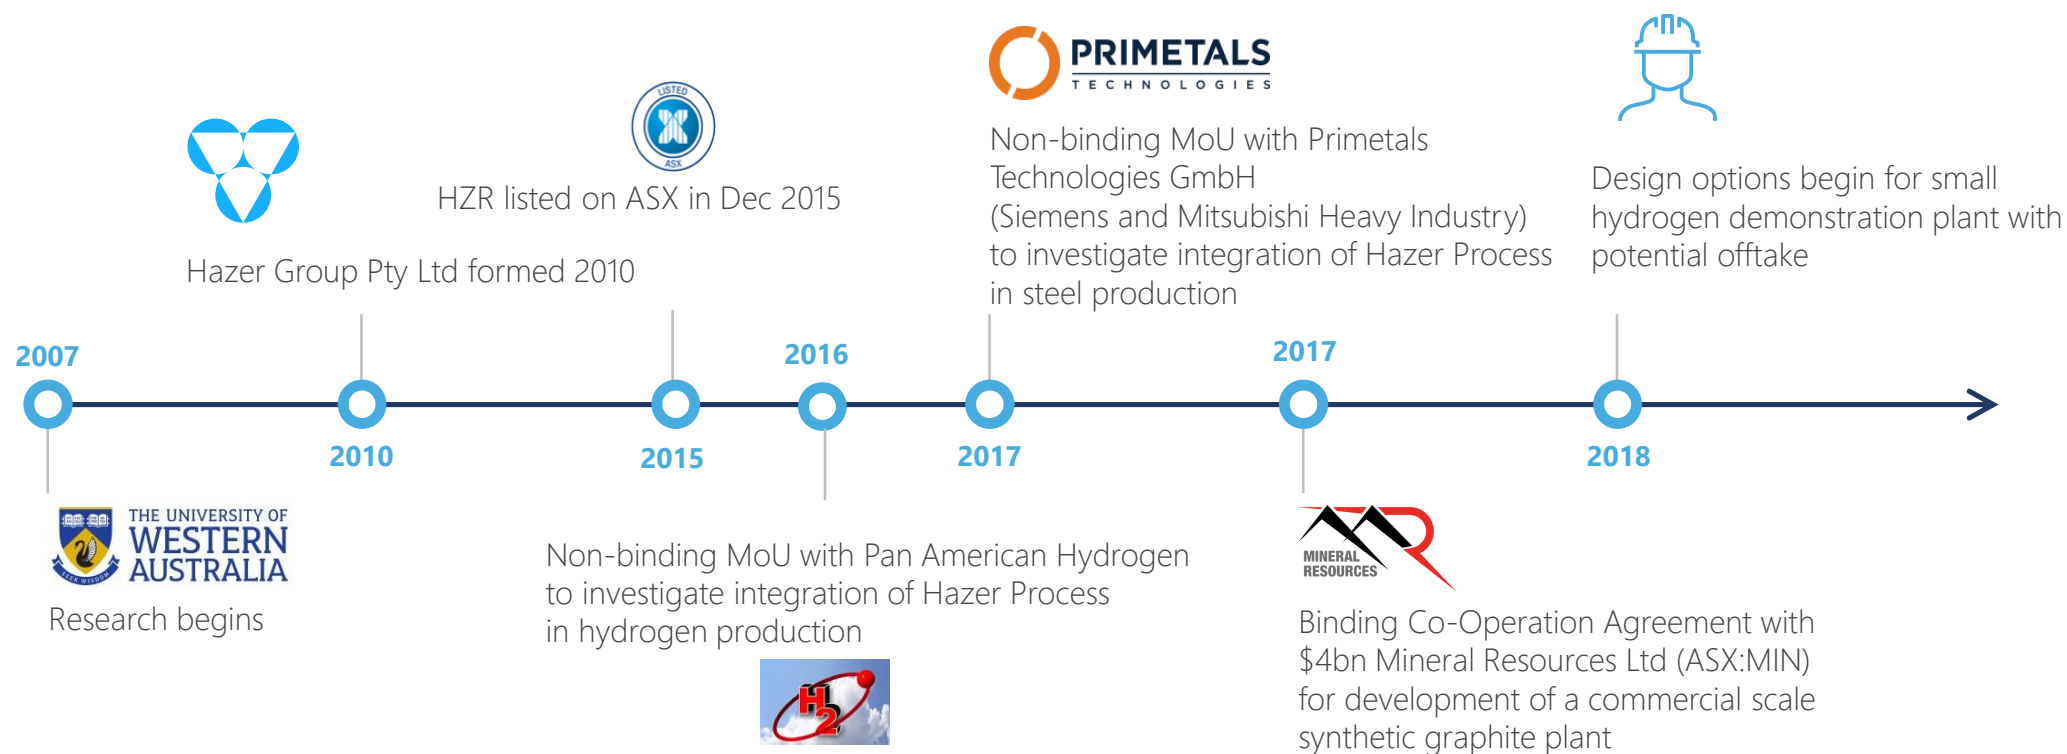 PRIMETALS
TECHNOLOGIES
LISTED
ASX
HZR listed on ASX in Dec 2015
Hazer Group Pty Ltd formed 2010
Non-binding MoU with Primetals
Technologies GmbH
(Siemens and Mitsubishi Heavy Industry)
to investigate integration of Hazer Process
in steel production
Design options begin for small
hydrogen demonstration plant with
potential offtake
2007
2010
2015
2016
2017
2017
2018
THE UNIVERSITY OF
WESTERN
AUSTRALIA
SEEK WISDOM
Research begins
Non-binding MoU with Pan American Hydrogen
to investigate integration of Hazer Process
in hydrogen production
H2
MINERAL
RESOURCES
Binding Co-Operation Agreement with
$4bn Mineral Resources Ltd (ASX:MIN)
for development of a commercial scale
synthetic graphite plant